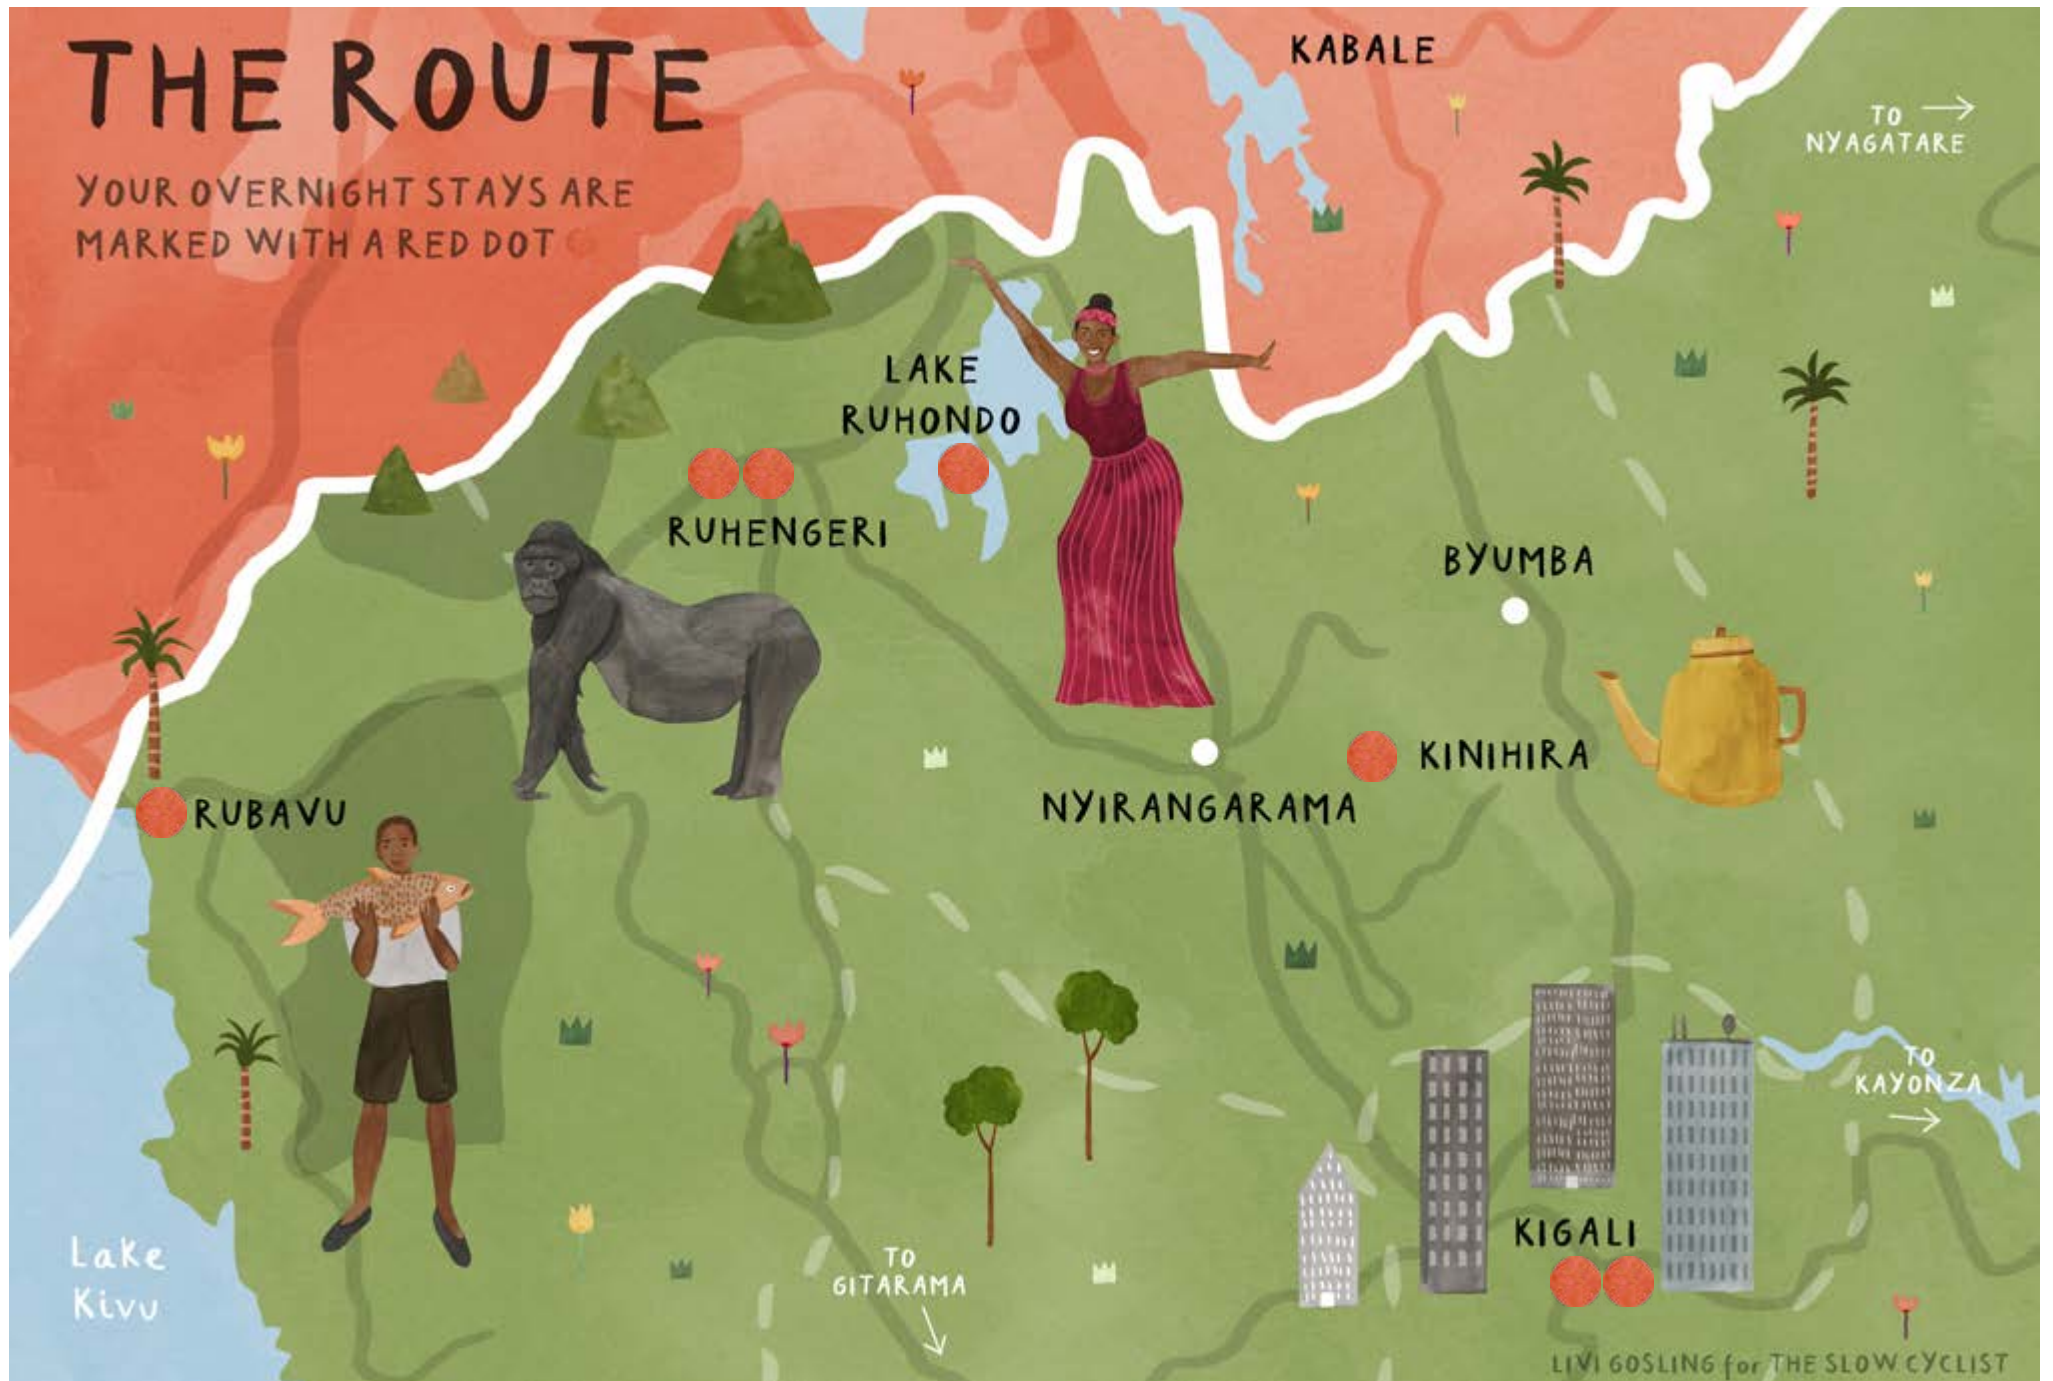 THE ROUTE
YOUR OVERNIGHT STAYS ARE
MARKED WITH A RED DOT
KABALE
TO
NYAGATARE
LAKE
RUHONDO
RUHENGERI
BYUMBA
KINIHIRA
NYIRANGARAMA
RUBAVU
TO
KAYONZA
KIGALI
Lake
Kivu
TO
GITARAMA
LIVI GOSLING for THE SLOW CYCLIST